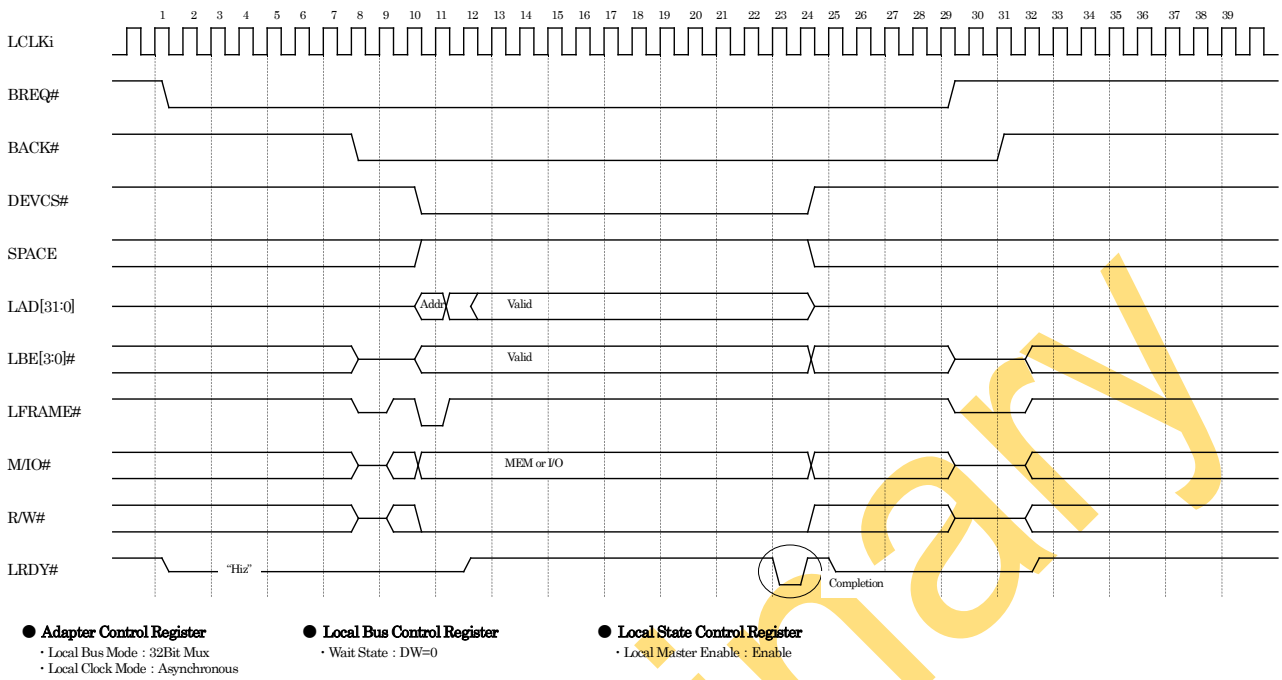 1 2 3 4 5 6 7 8 9 10 11 12 13 14 15 16 17 18 19 20 21 22 23 24 25 26 27 28 29 30 31 32 33 34 35 36 37 38 39
LCLKi
BREQ#
BACK#
DEVCS#
SPACE
LAD[31:0] Addr Valid
LBE[3:0]# Valid
LFRAME#
M/IO# MEM or I/O
R/W#
LRDY# "Hiz" Completion
● Adapter Control Register ● Local Bus Control Register ● Local State Control Register
・Local Bus Mode : 32Bit Mux ・Wait State : DW=0 ・Local Master Enable : Enable
・Local Clock Mode : Asynchronous
inary